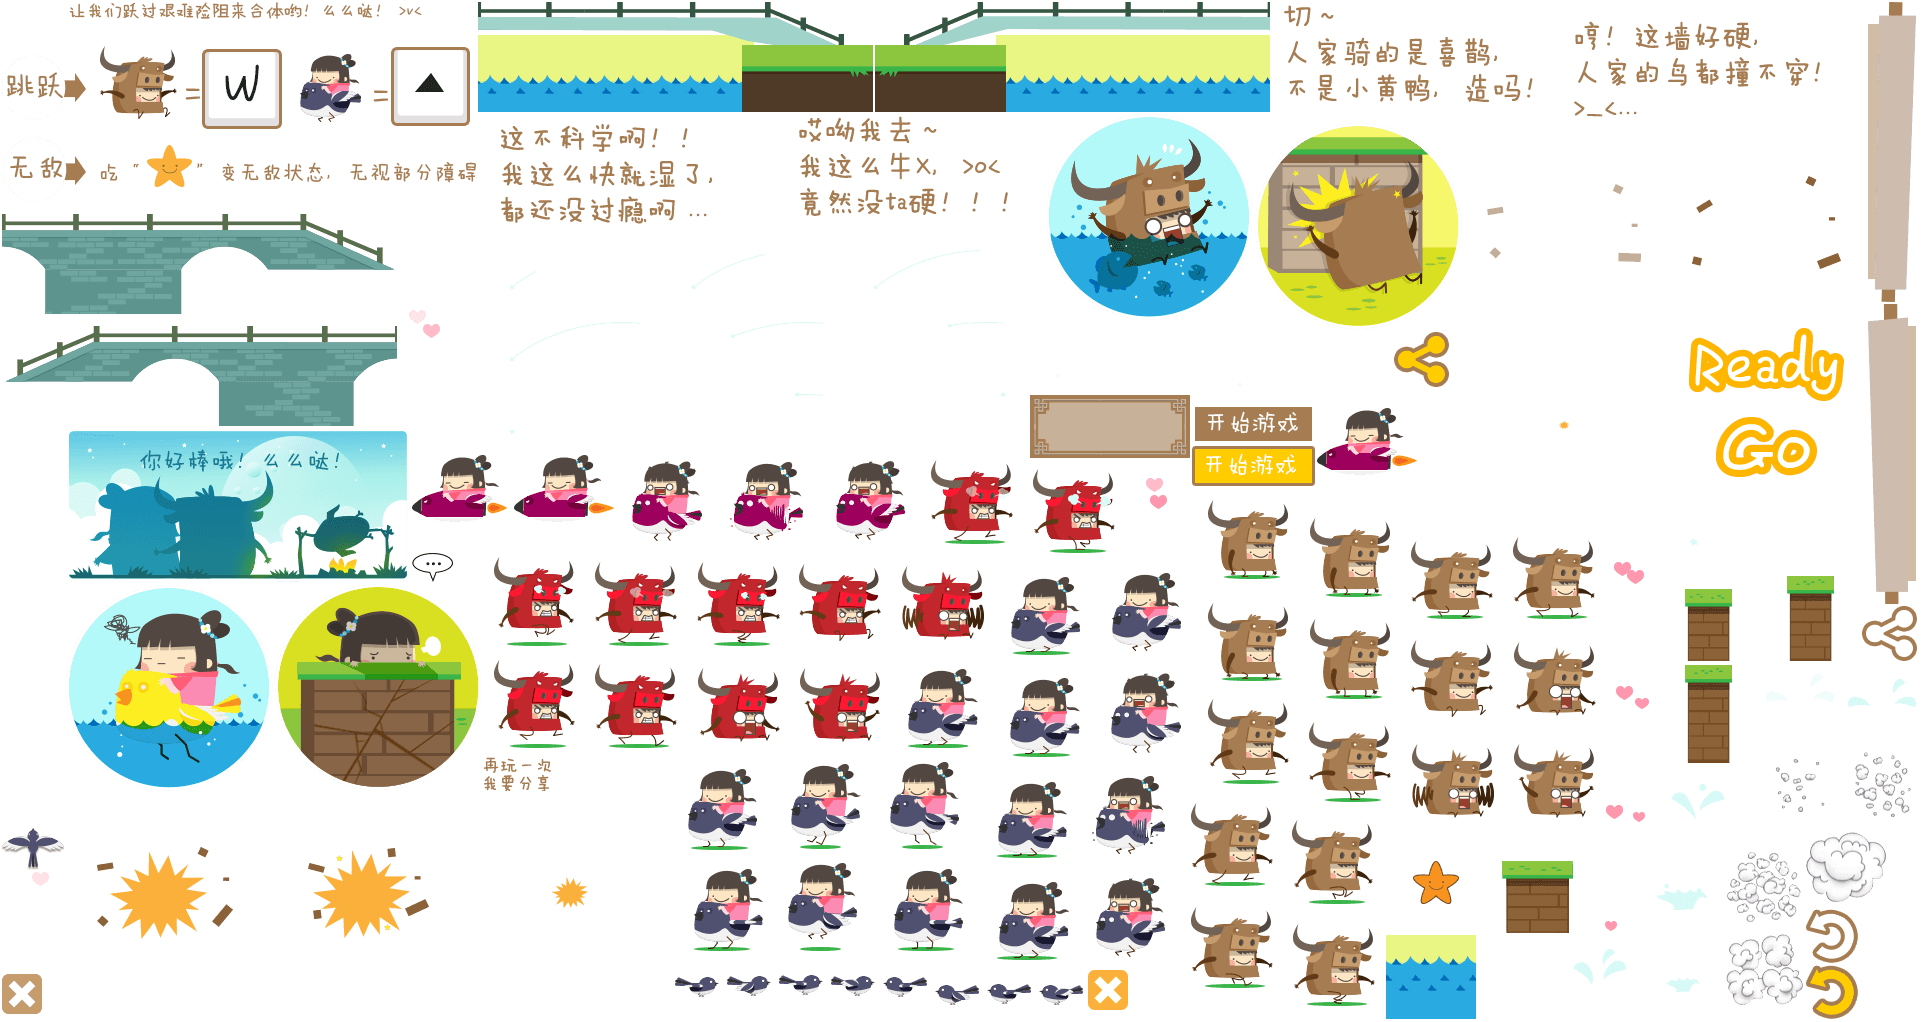 让我们跃过艰难险阻来合体哟！么么哒！ >v<
跳跃
=
W
=
▲
无敌
吃“ ”变无敌状态，无视部分障碍
这不科学啊！！
我这么快就湿了，
都还没过瘾啊...
哎呦我去~
我这么牛X, >o<
竟然没ta硬！！！
切~
人家骑的是喜鹊，
不是小黄鸭，造吗！
哼！这墙好硬，
人家的鸟都撞不穿！
>_<...
Ready
Go
开始游戏
开始游戏
你好棒哦！么么哒！
...
再玩一次
我要分享